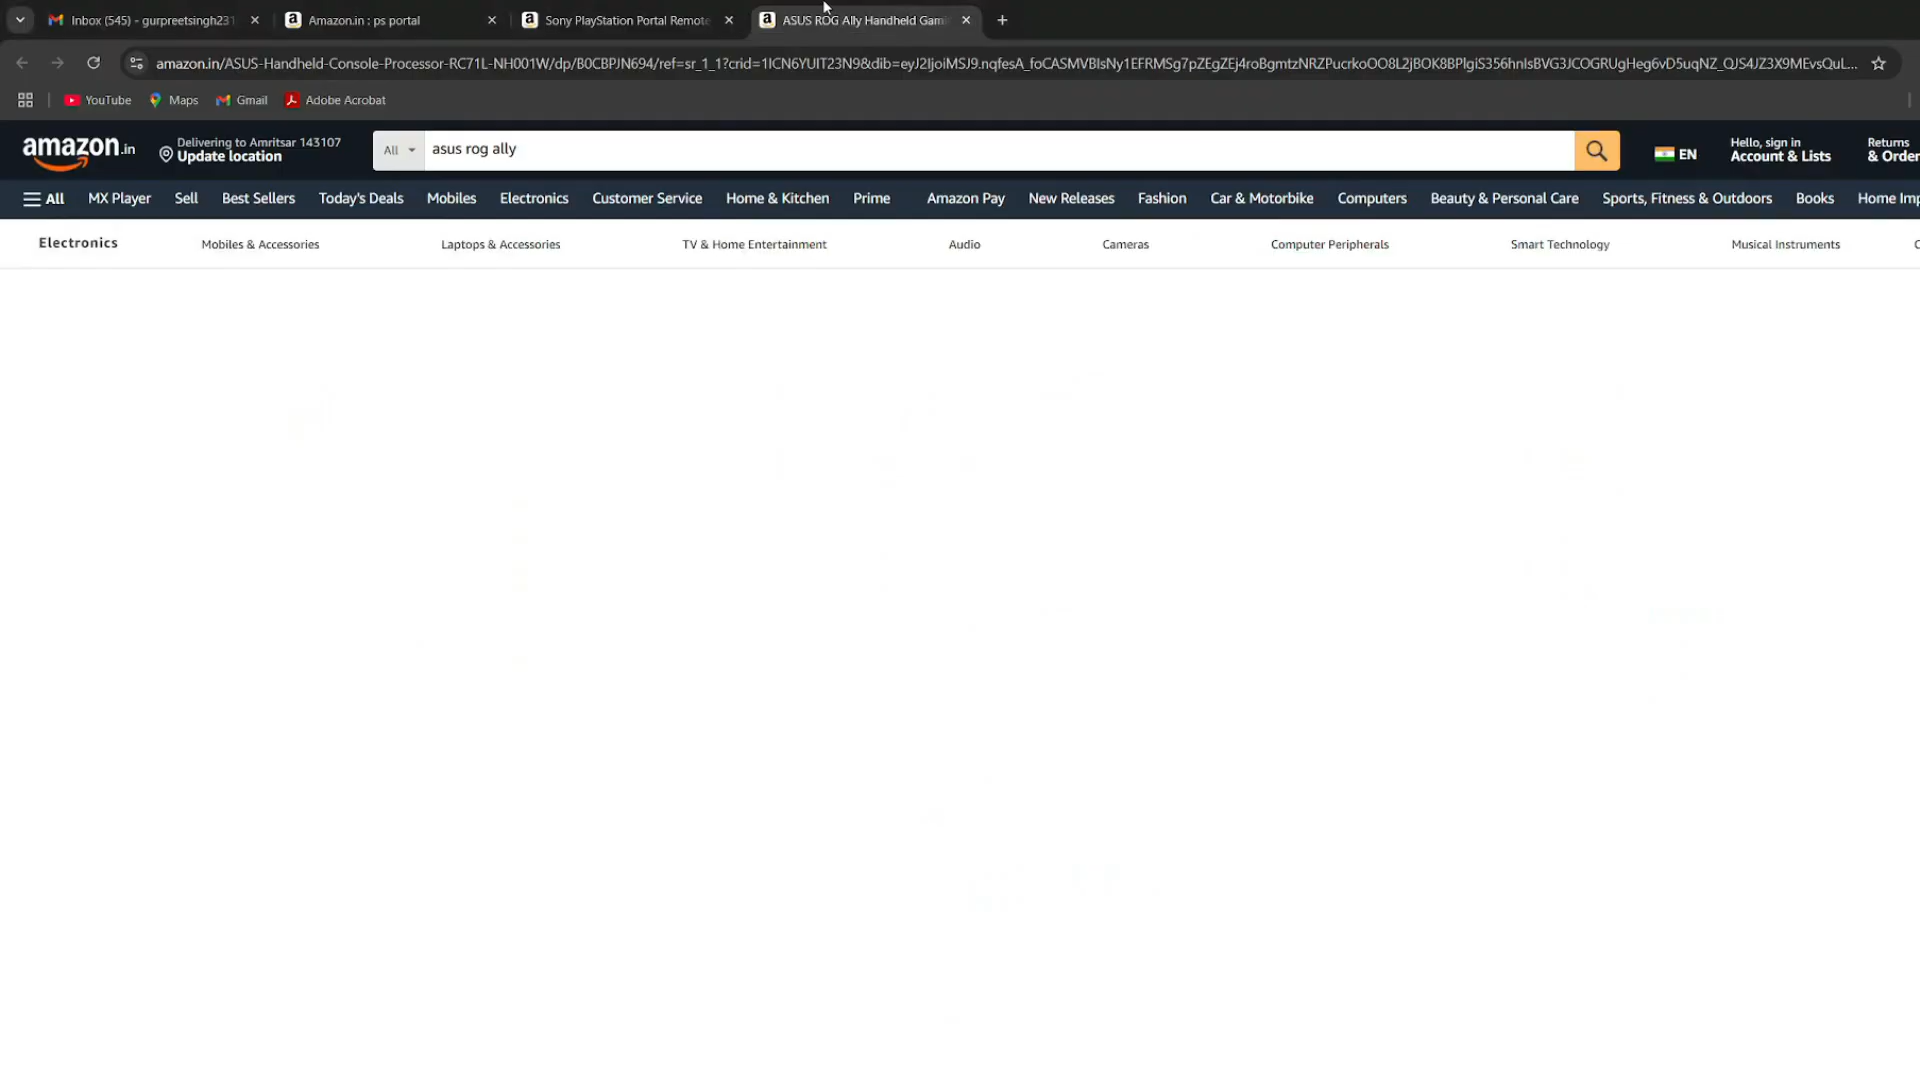 Inbox (545) - gurpreetsingh231
Amazon.in : ps portal
Sony PlayStation Portal Remote
ASUS ROG Ally Handheld Gami
amazon.in/ASUS-Handheld-Console-Processor-RC71L-NH001W/dp/B0CBPJN694/ref=sr_1_1?crid=1ICN6YUIT23N9&dib=eyJ2IjoiMSJ9.nqfesA_foCASMVBIsNy1EFRMSg7pZEgZEj4roBgmtzNRZPucrkoOO8L2jBOK8BPlgiS356hnIsBVG3JCOGRUgHeg6vD5uqNZ_QJS4JZ3X9MEvsQuL...
YouTube
Maps
Gmail
Adobe Acrobat
amazon.in
Delivering to Amritsar 143107
Update location
All
asus rog ally
EN
Hello, sign in
Account & Lists
Returns
& Order
All
MX Player
Sell
Best Sellers
Today's Deals
Mobiles
Electronics
Customer Service
Home & Kitchen
Prime
Amazon Pay
New Releases
Fashion
Car & Motorbike
Computers
Beauty & Personal Care
Sports, Fitness & Outdoors
Books
Home Imp
Electronics
Mobiles & Accessories
Laptops & Accessories
TV & Home Entertainment
Audio
Cameras
Computer Peripherals
Smart Technology
Musical Instruments